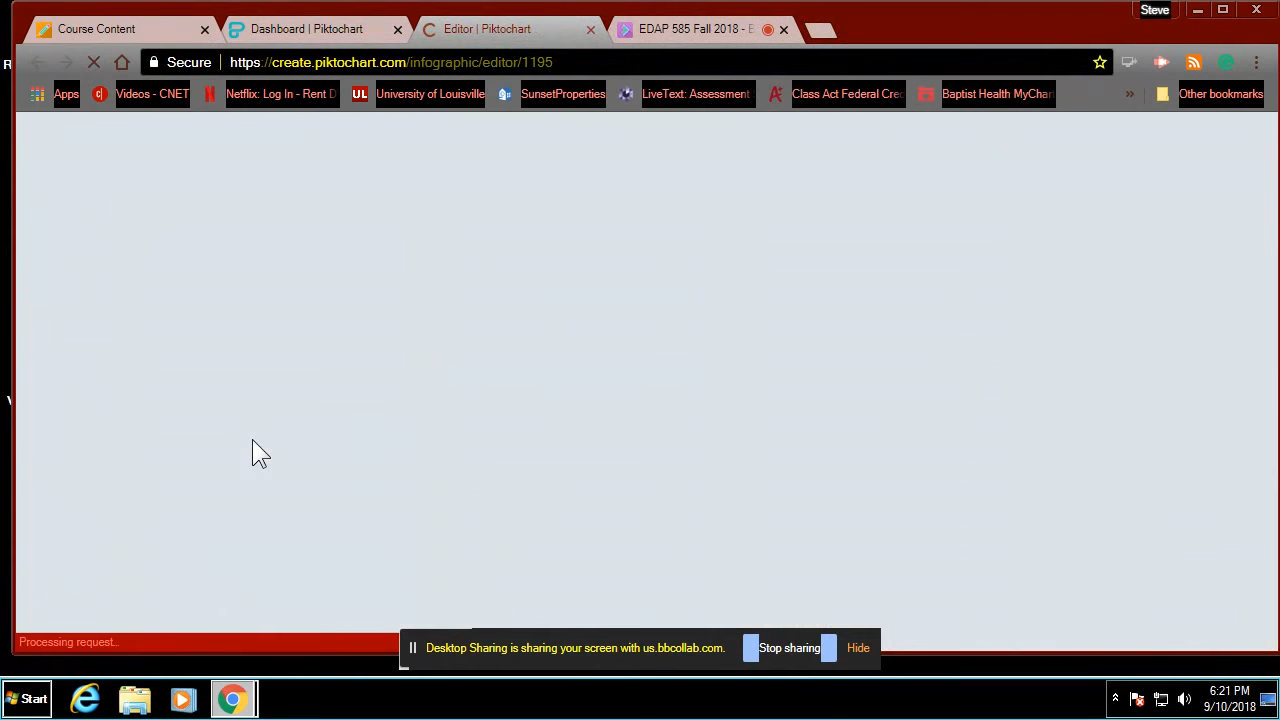 Steve
Course Content
Dashboard | Piktochart
Editor | Piktochart
EDAP 585 Fall 2018 - B
Secure https://create.piktochart.com/infographic/editor/1195
Apps
Videos - CNET
Netflix: Log In - Rent D
UL University of Louisville
SunsetProperties
LiveText: Assessment
Class Act Federal Cre
Baptist Health MyChar
» Other bookmarks
Processing request...
Desktop Sharing is sharing your screen with us.bbcollab.com.
Stop sharing
Hide
Start
6:21 PM
9/10/2018